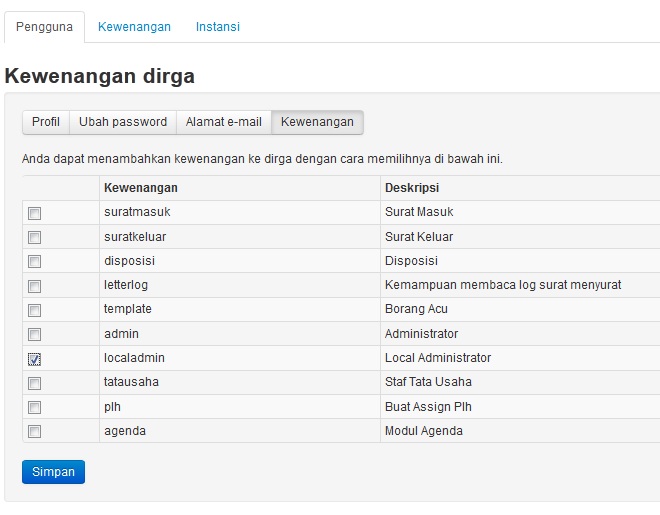 Pengguna Kewenangan Instansi
Kewenangan dirga
Profil Ubah password Alamat e-mail Kewenangan
Anda dapat menambahkan kewenangan ke dirga dengan cara memilihnya di bawah ini.
Kewenangan Deskripsi
suratmasuk Surat Masuk
suratkeluar Surat Keluar
disposisi Disposisi
letterlog Kemampuan membaca log surat menyurat
template Borang Acu
admin Administrator
localadmin Local Administrator
tatausaha Staf Tata Usaha
plh Buat Assign Plh
agenda Modul Agenda
Simpan